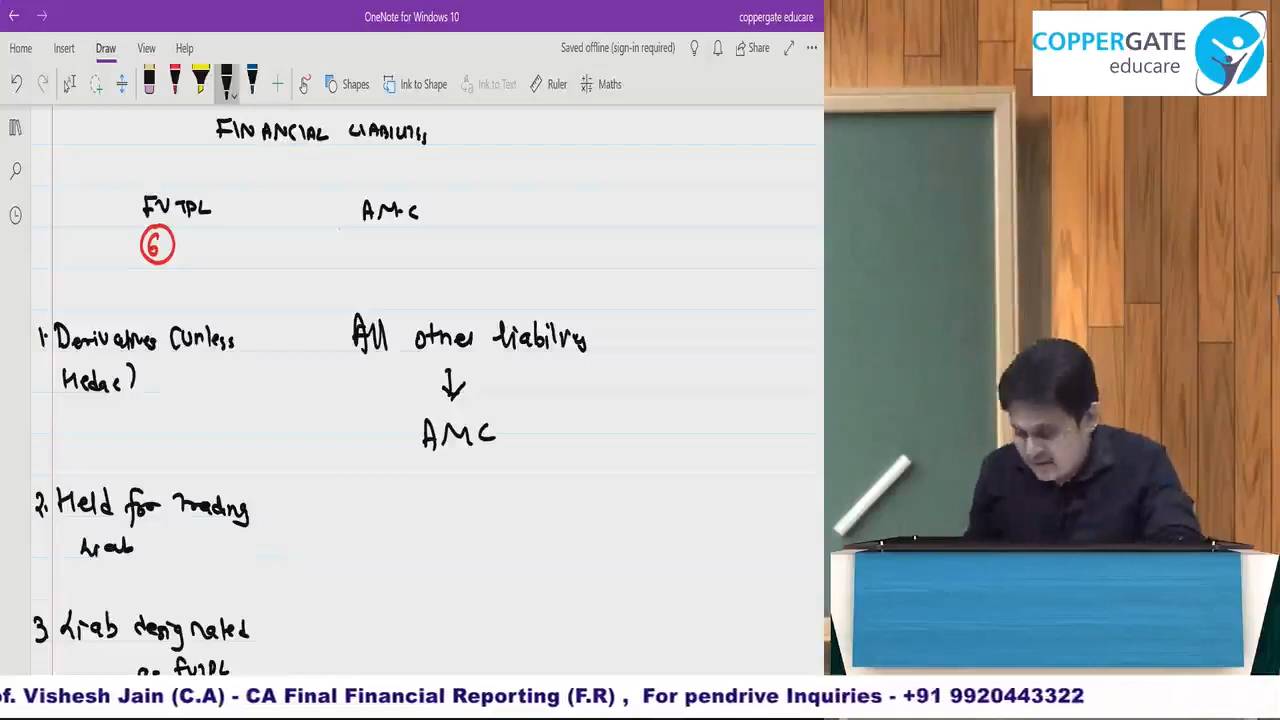 OneNote for Windows 10
coppergate educare
Home Insert Draw View Help
Saved offline (sign-in required)
Share
Shapes
Ink to Shape
Ink to Text
Ruler
Maths
COPPERGATE
educare
FINANCIAL LIABILITY
FVTPL AMC
6
1. Derivatives (unless
Hedge)
All other liability
AMC
2. Held for trading
Liab
3. Liab designated
as FVTPL
of. Vishesh Jain (C.A) - CA Final Financial Reporting (F.R) , For pendrive Inquiries - +91 9920443322